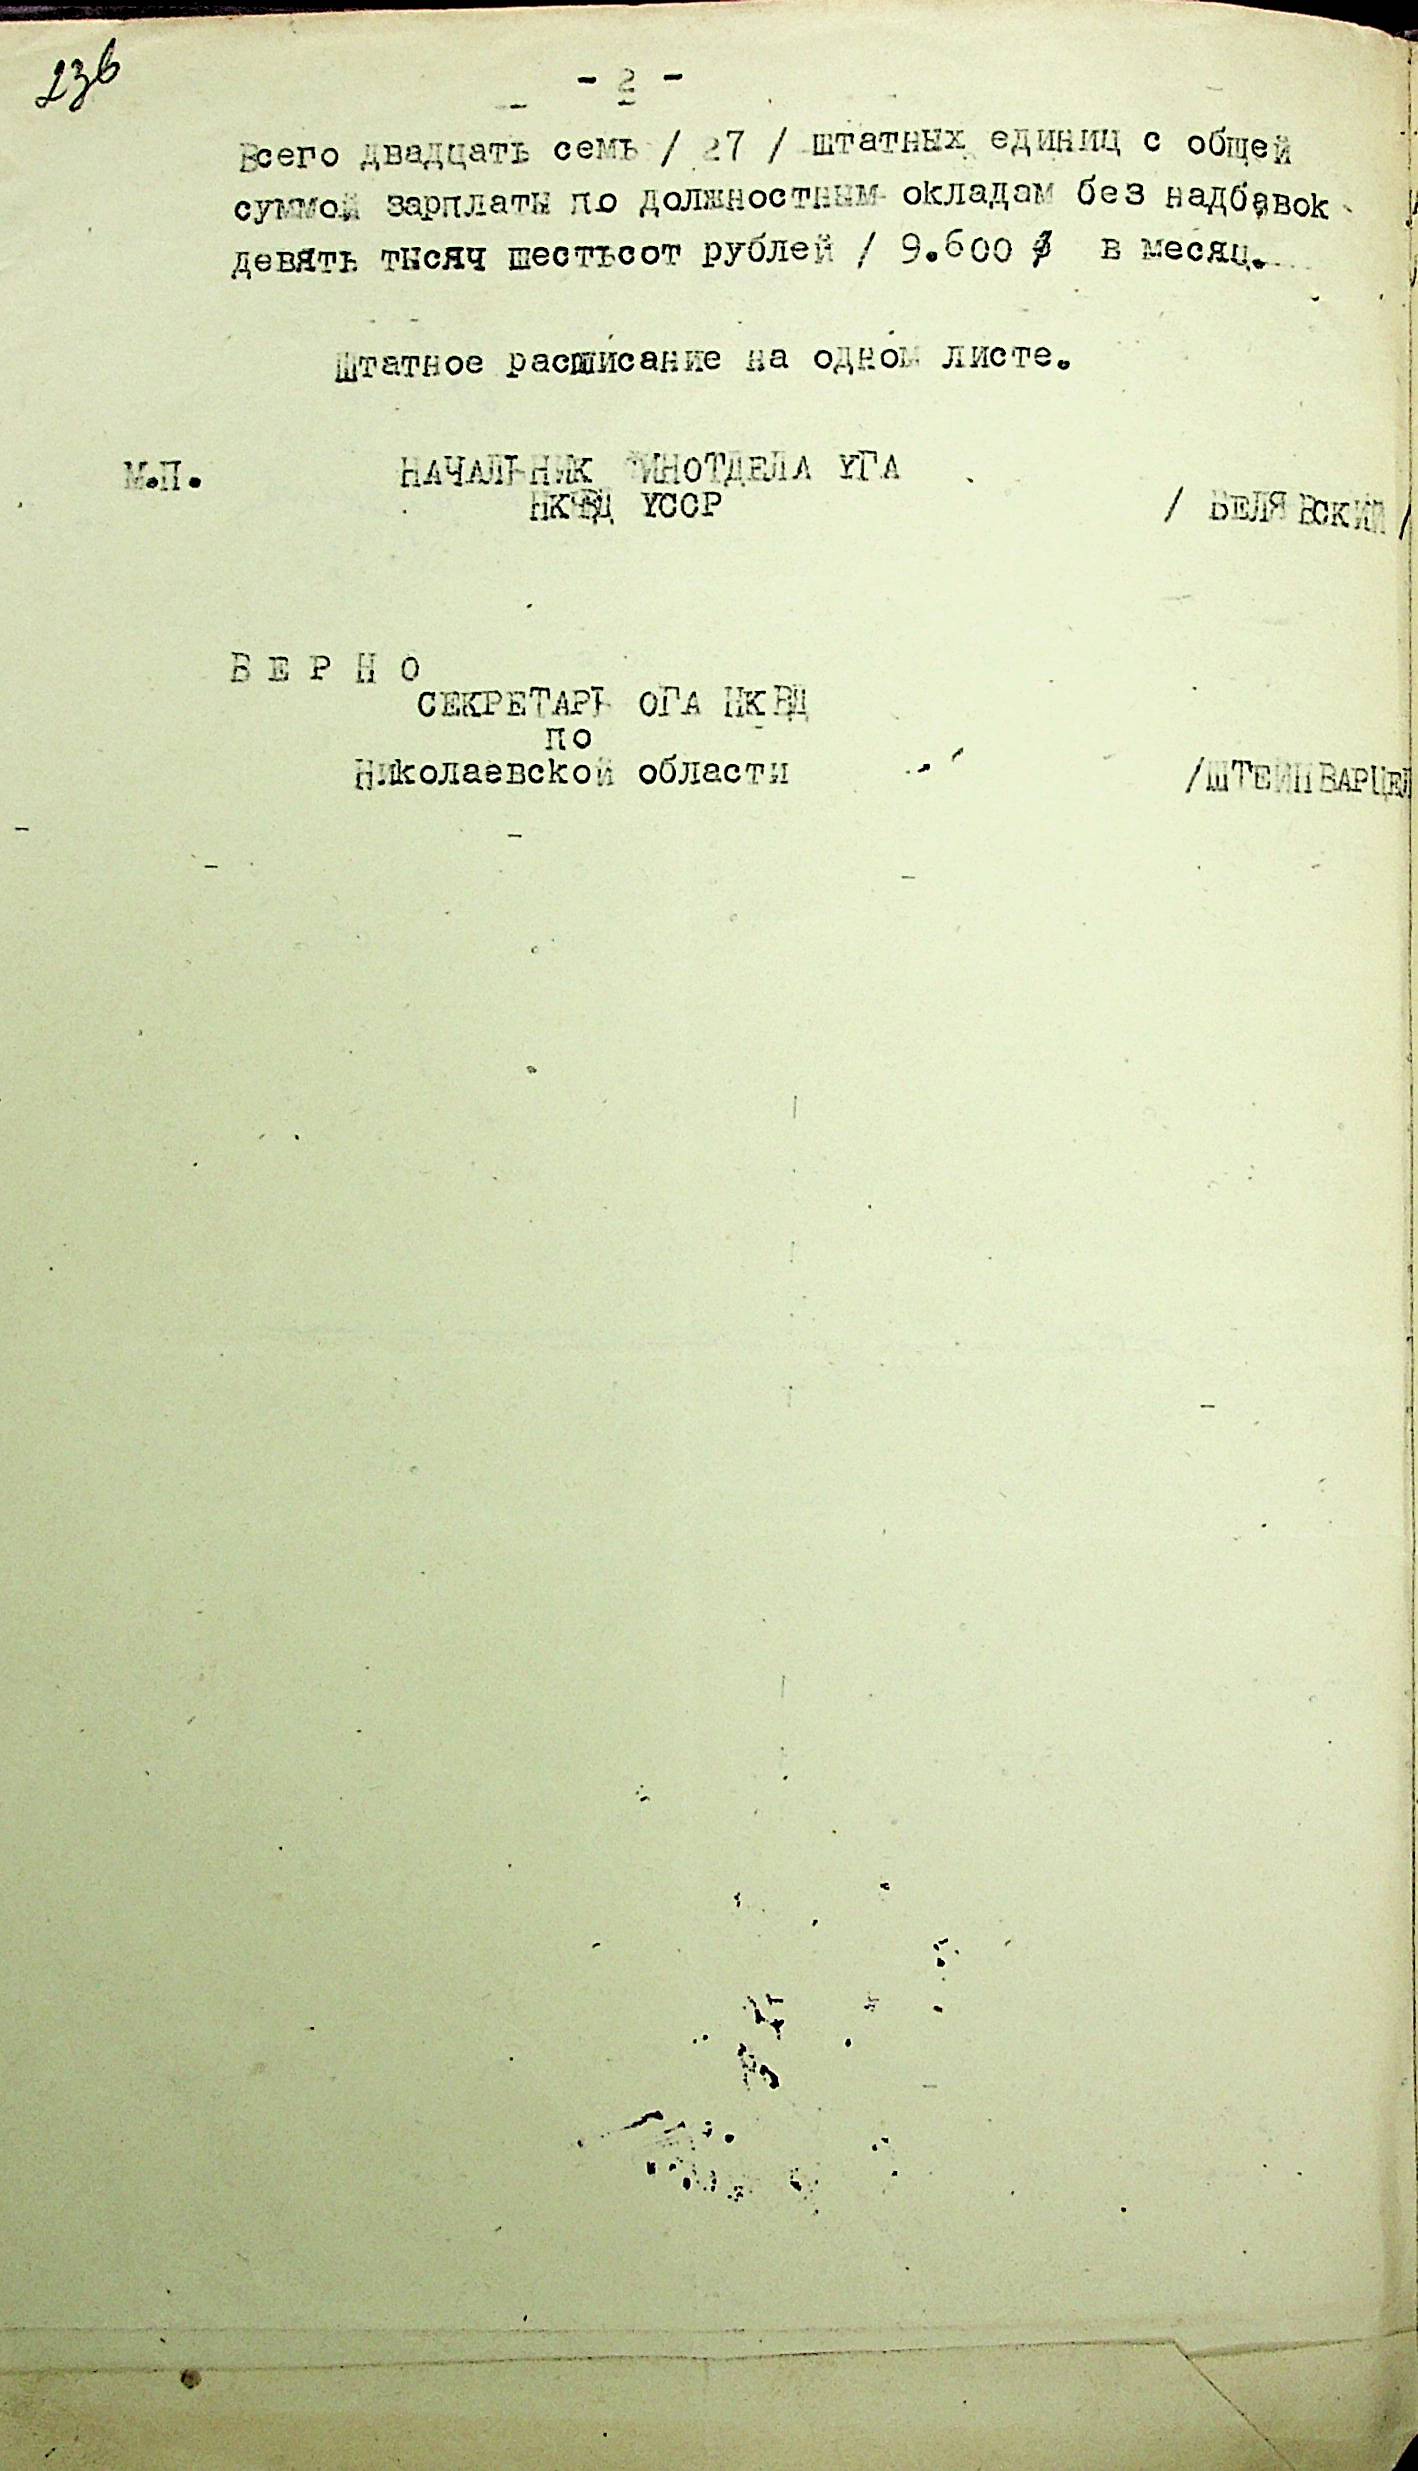 236
- 2 -
Всего двадцать семь / 27 / штатных единиц с общей
суммой зарплаты по должностным окладам без надбавок
девять тысяч шестьсот рублей / 9.600 / в месяц.
Штатное расписание на одном листе.
М.П. НАЧАЛЬНИК ФИНОТДЕЛА УГА
НКВД УССР / БЕЛЯВСКИЙ /
В Е Р Н О
СЕКРЕТАРЬ ОГА НКВД
по
Николаевской области /ШТЕЙНВАРЦЕЛ